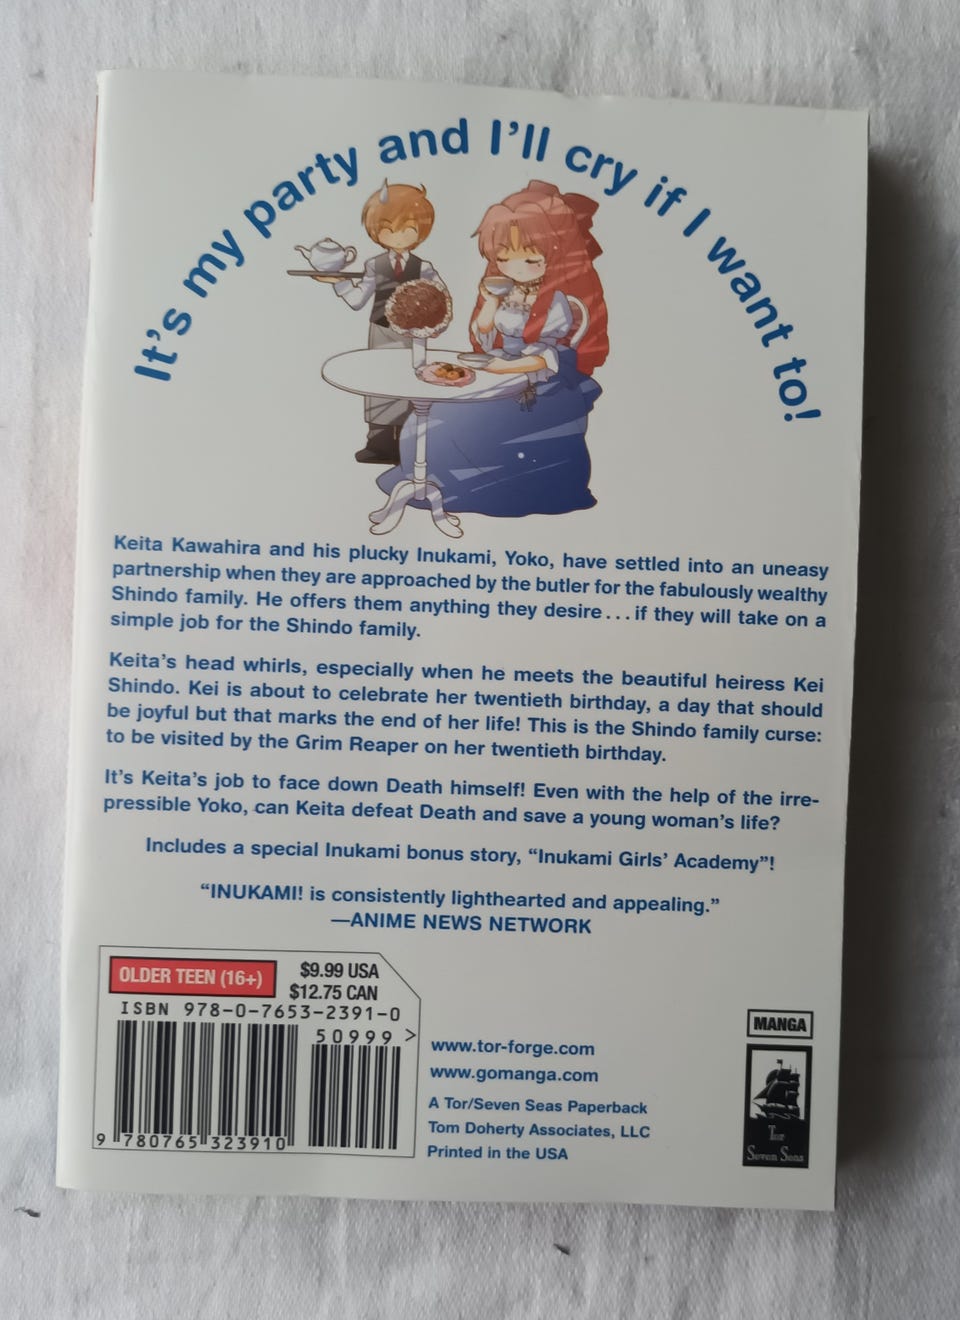 It's my party and I'll cry if I want to!
Keita Kawahira and his plucky Inukami, Yoko, have settled into an uneasy
partnership when they are approached by the butler for the fabulously wealthy
Shindo family. He offers them anything they desire...if they will take on a
simple job for the Shindo family.
Keita's head whirls, especially when he meets the beautiful heiress Kei
Shindo. Kei is about to celebrate her twentieth birthday, a day that should
be joyful but that marks the end of her life! This is the Shindo family curse:
to be visited by the Grim Reaper on her twentieth birthday.
It's Keita's job to face down Death himself! Even with the help of the irre-
pressible Yoko, can Keita defeat Death and save a young woman's life?
Includes a special Inukami bonus story, "Inukami Girls' Academy"!
"INUKAMI! is consistently lighthearted and appealing."
—ANIME NEWS NETWORK
OLDER TEEN (16+)
$9.99 USA
$12.75 CAN
ISBN 978-0-7653-2391-0
50999>
9 780765 323910
www.tor-forge.com
www.gomanga.com
A Tor/Seven Seas Paperback
Tom Doherty Associates, LLC
Printed in the USA
MANGA
Tor
Seven Seas